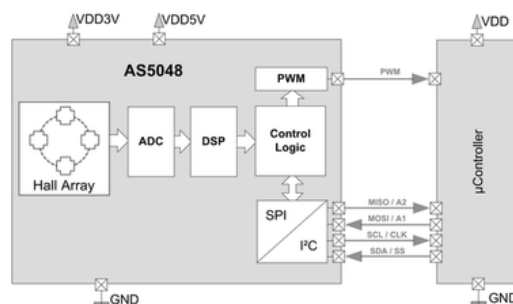 VDD3V
VDD5V
VDD
AS5048
PWM
PWM
Hall Array
ADC
DSP
Control
Logic
µController
SPI
I²C
MISO / A2
MOSI / A1
SCL / CLK
SDA / SS
GND
GND